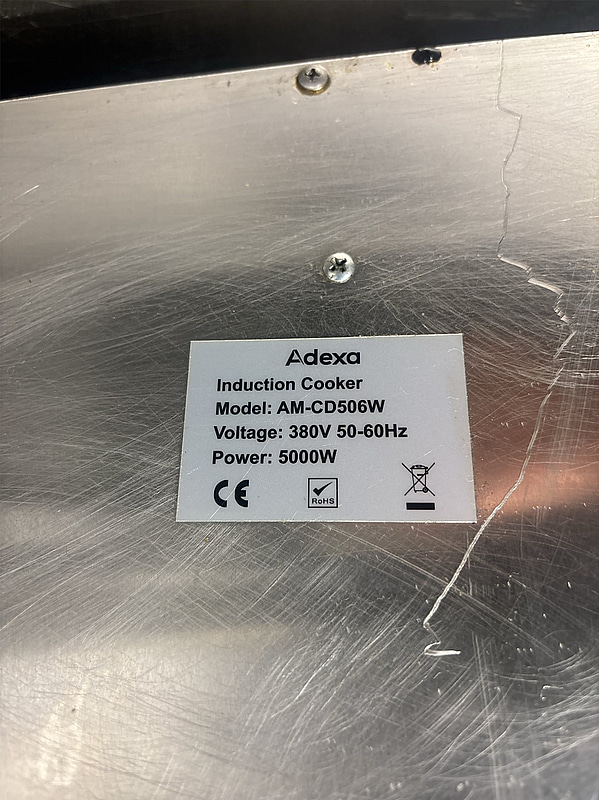 Adexa
Induction Cooker
Model: AM-CD506W
Voltage: 380V 50-60Hz
Power: 5000W
CE
RoHS